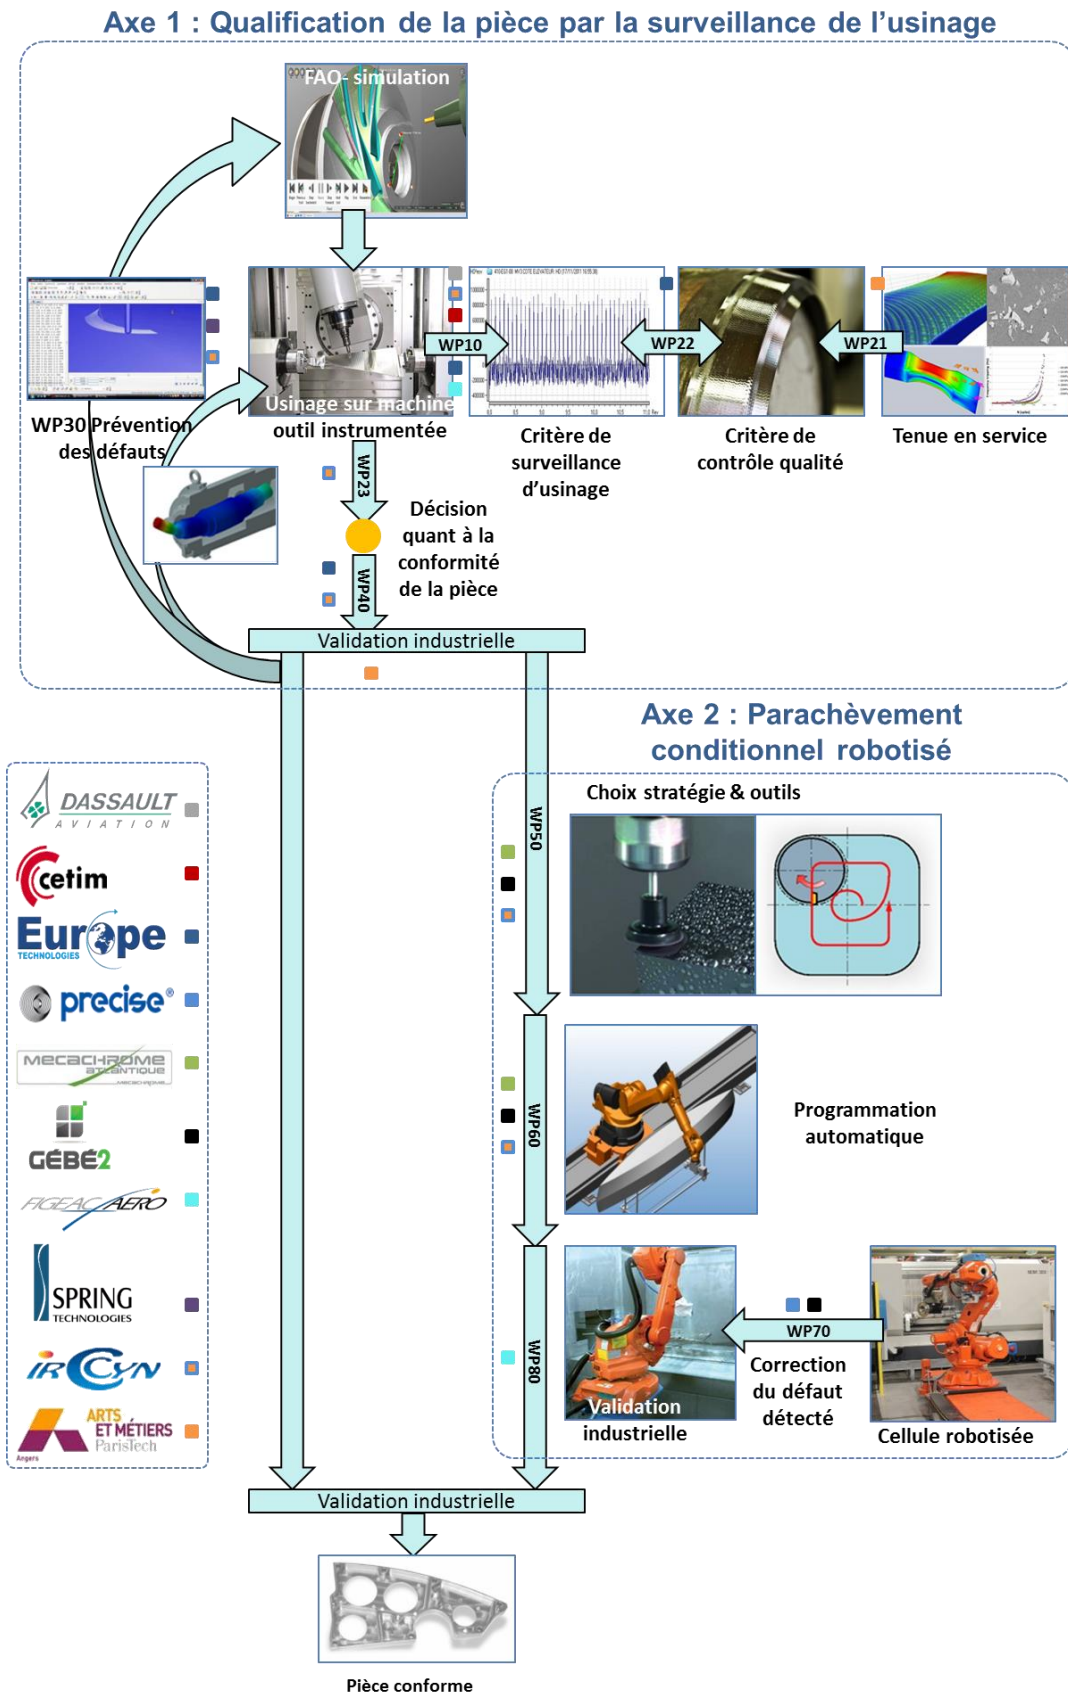 Axe 1 : Qualification de la pièce par la surveillance de l'usinage
FAO- simulation
WP30 Prévention
des défauts
Usinage sur machine
outil instrumentée
WP10
Critère de
surveillance
d'usinage
WP22
Critère de
contrôle qualité
WP21
Tenue en service
WP23
Décision
quant à la
conformité
de la pièce
WP40
Validation industrielle
Axe 2 : Parachèvement
conditionnel robotisé
DASSAULT
AVIATION
cetim
Europe
TECHNOLOGIES
precise®
MECACHROME
ATLANTIQUE
MECACHROME
GÉBÉ2
FIGEAC AERO
SPRING
TECHNOLOGIES
IRCCyN
ARTS
ET MÉTIERS
ParisTech
Angers
Choix stratégie & outils
WP50
WP60
Programmation
automatique
WP80
Validation
industrielle
WP70
Correction
du défaut
détecté
Cellule robotisée
Validation industrielle
Pièce conforme